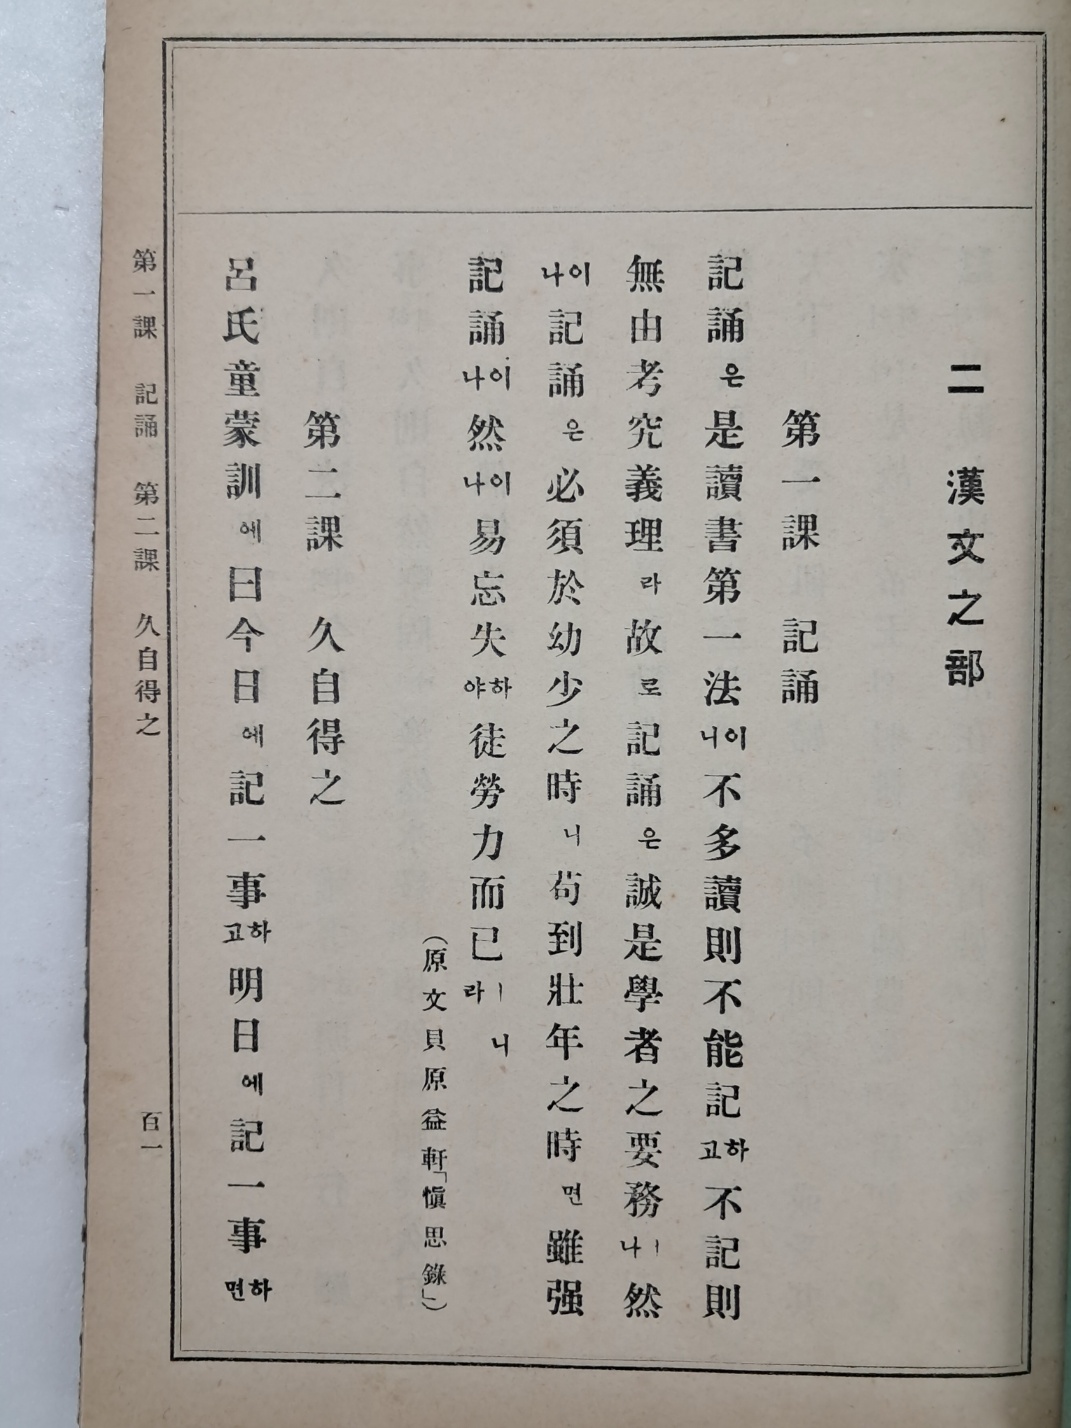 二 漢文之部
第一課 記誦
記誦은是讀書第一法이니不多讀則不能記하고不記則
無由考究義理라故로記誦은誠是學者之要務ㅣ나然
이나記誦은必須於幼少之時니苟到壯年之時면雖强
記誦이나然이나易忘失하야徒勞力而已ㅣ니라
(原文貝原益軒「愼思錄」)
第二課 久自得之
呂氏童蒙訓에曰今日에記一事하고明日에記一事하면
第一課 記誦 第二課 久自得之 百一